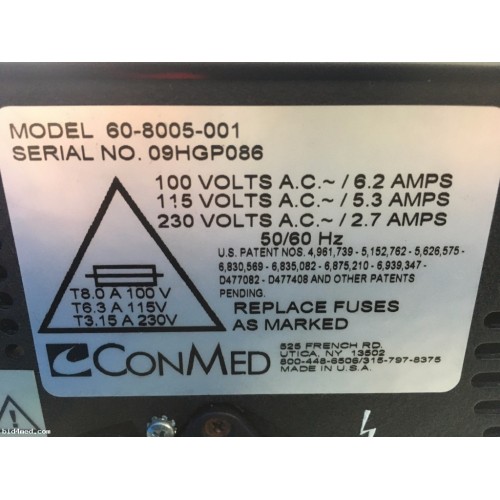 MODEL 60-8005-001
SERIAL NO. 09HGP086
100 VOLTS A.C.~ / 6.2 AMPS
115 VOLTS A.C.~ / 5.3 AMPS
230 VOLTS A.C.~ / 2.7 AMPS
50/60 Hz
U.S. PATENT NOS. 4,961,739 - 5,152,762 - 5,626,575 -
6,830,569 - 6,835,082 - 6,875,210 - 6,939,347 -
D477082 - D477408 AND OTHER PATENTS
PENDING.
T8.0 A 100 V
T6.3 A 115V
T3.15 A 230V
REPLACE FUSES
AS MARKED
CONMED
525 FRENCH RD.
UTICA, NY 13502
800-448-6506/315-797-8375
MADE IN U.S.A.
bid4med.com